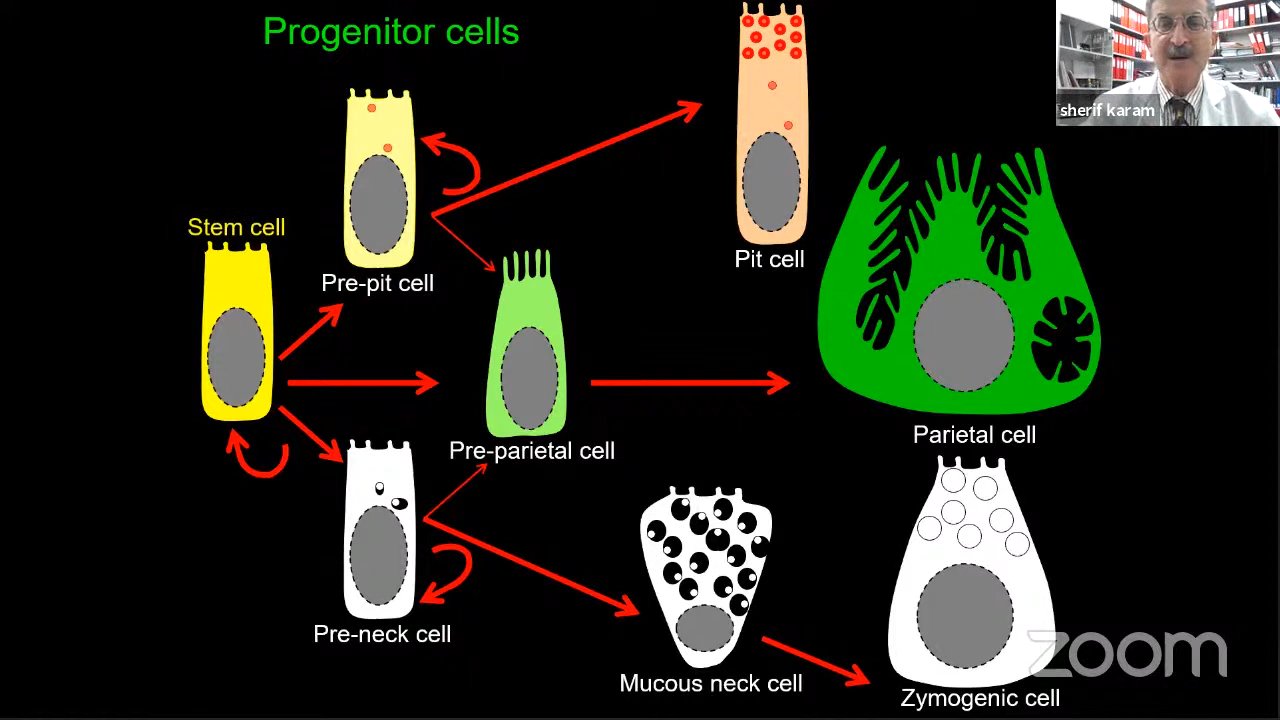 Progenitor cells
sherif karam
Stem cell
Pit cell
Pre-pit cell
Parietal cell
Pre-parietal cell
Pre-neck cell
zoom
Mucous neck cell
Zymogenic cell